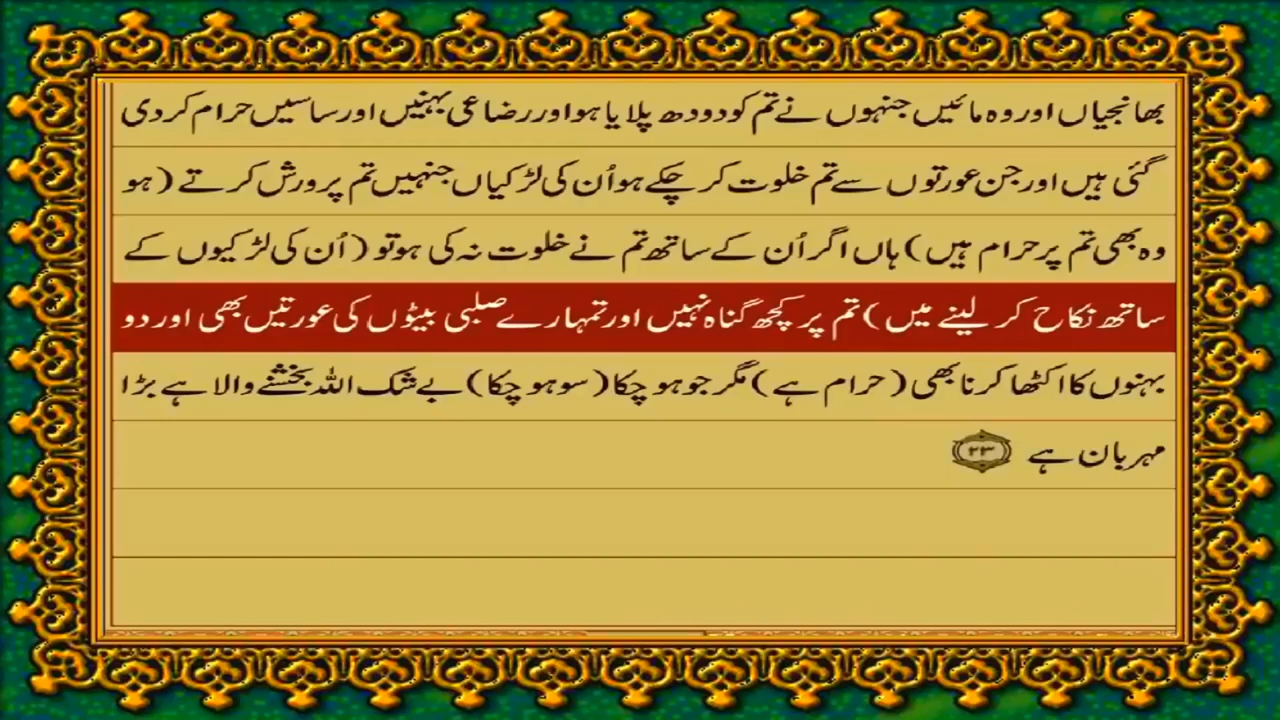 بھانجیاں اور وہ مائیں جنہوں نے تم کو دودھ پلایا ہو اور رضاعی بہنیں اور ساسیں حرام کر دی
گئی ہیں اور جن عورتوں سے تم خلوت کر چکے ہو اُن کی لڑکیاں جنہیں تم پرورش کرتے (ہو
وہ بھی تم پر حرام ہیں) ہاں اگر اُن کے ساتھ تم نے خلوت نہ کی ہو تو (اُن کی لڑکیوں کے
ساتھ نکاح کر لینے میں) تم پر کچھ گناہ نہیں اور تمہارے صلبی بیٹوں کی عورتیں بھی اور دو
بہنوں کا اکٹھا کرنا بھی (حرام ہے) مگر جو ہو چکا (سو ہو چکا) بے شک اللہ بخشنے والا ہے بڑا
مہربان ہے ۲۳